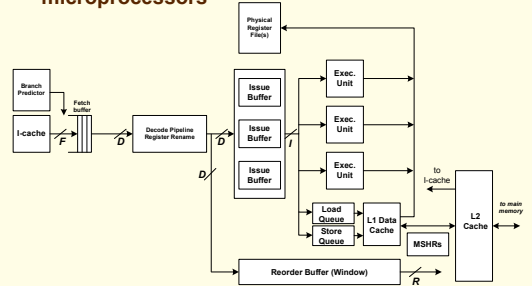 microprocessors
Physical
Register
File(s)
Branch
Predictor
Fetch
buffer
I-cache
F
D
Decode Pipeline
Register Rename
D
D
Issue
Buffer
Issue
Buffer
Issue
Buffer
I
Exec.
Unit
Exec.
Unit
Exec.
Unit
Load
Queue
Store
Queue
L1 Data
Cache
to
I-cache
MSHRs
L2
Cache
to main
memory
Reorder Buffer (Window)
R